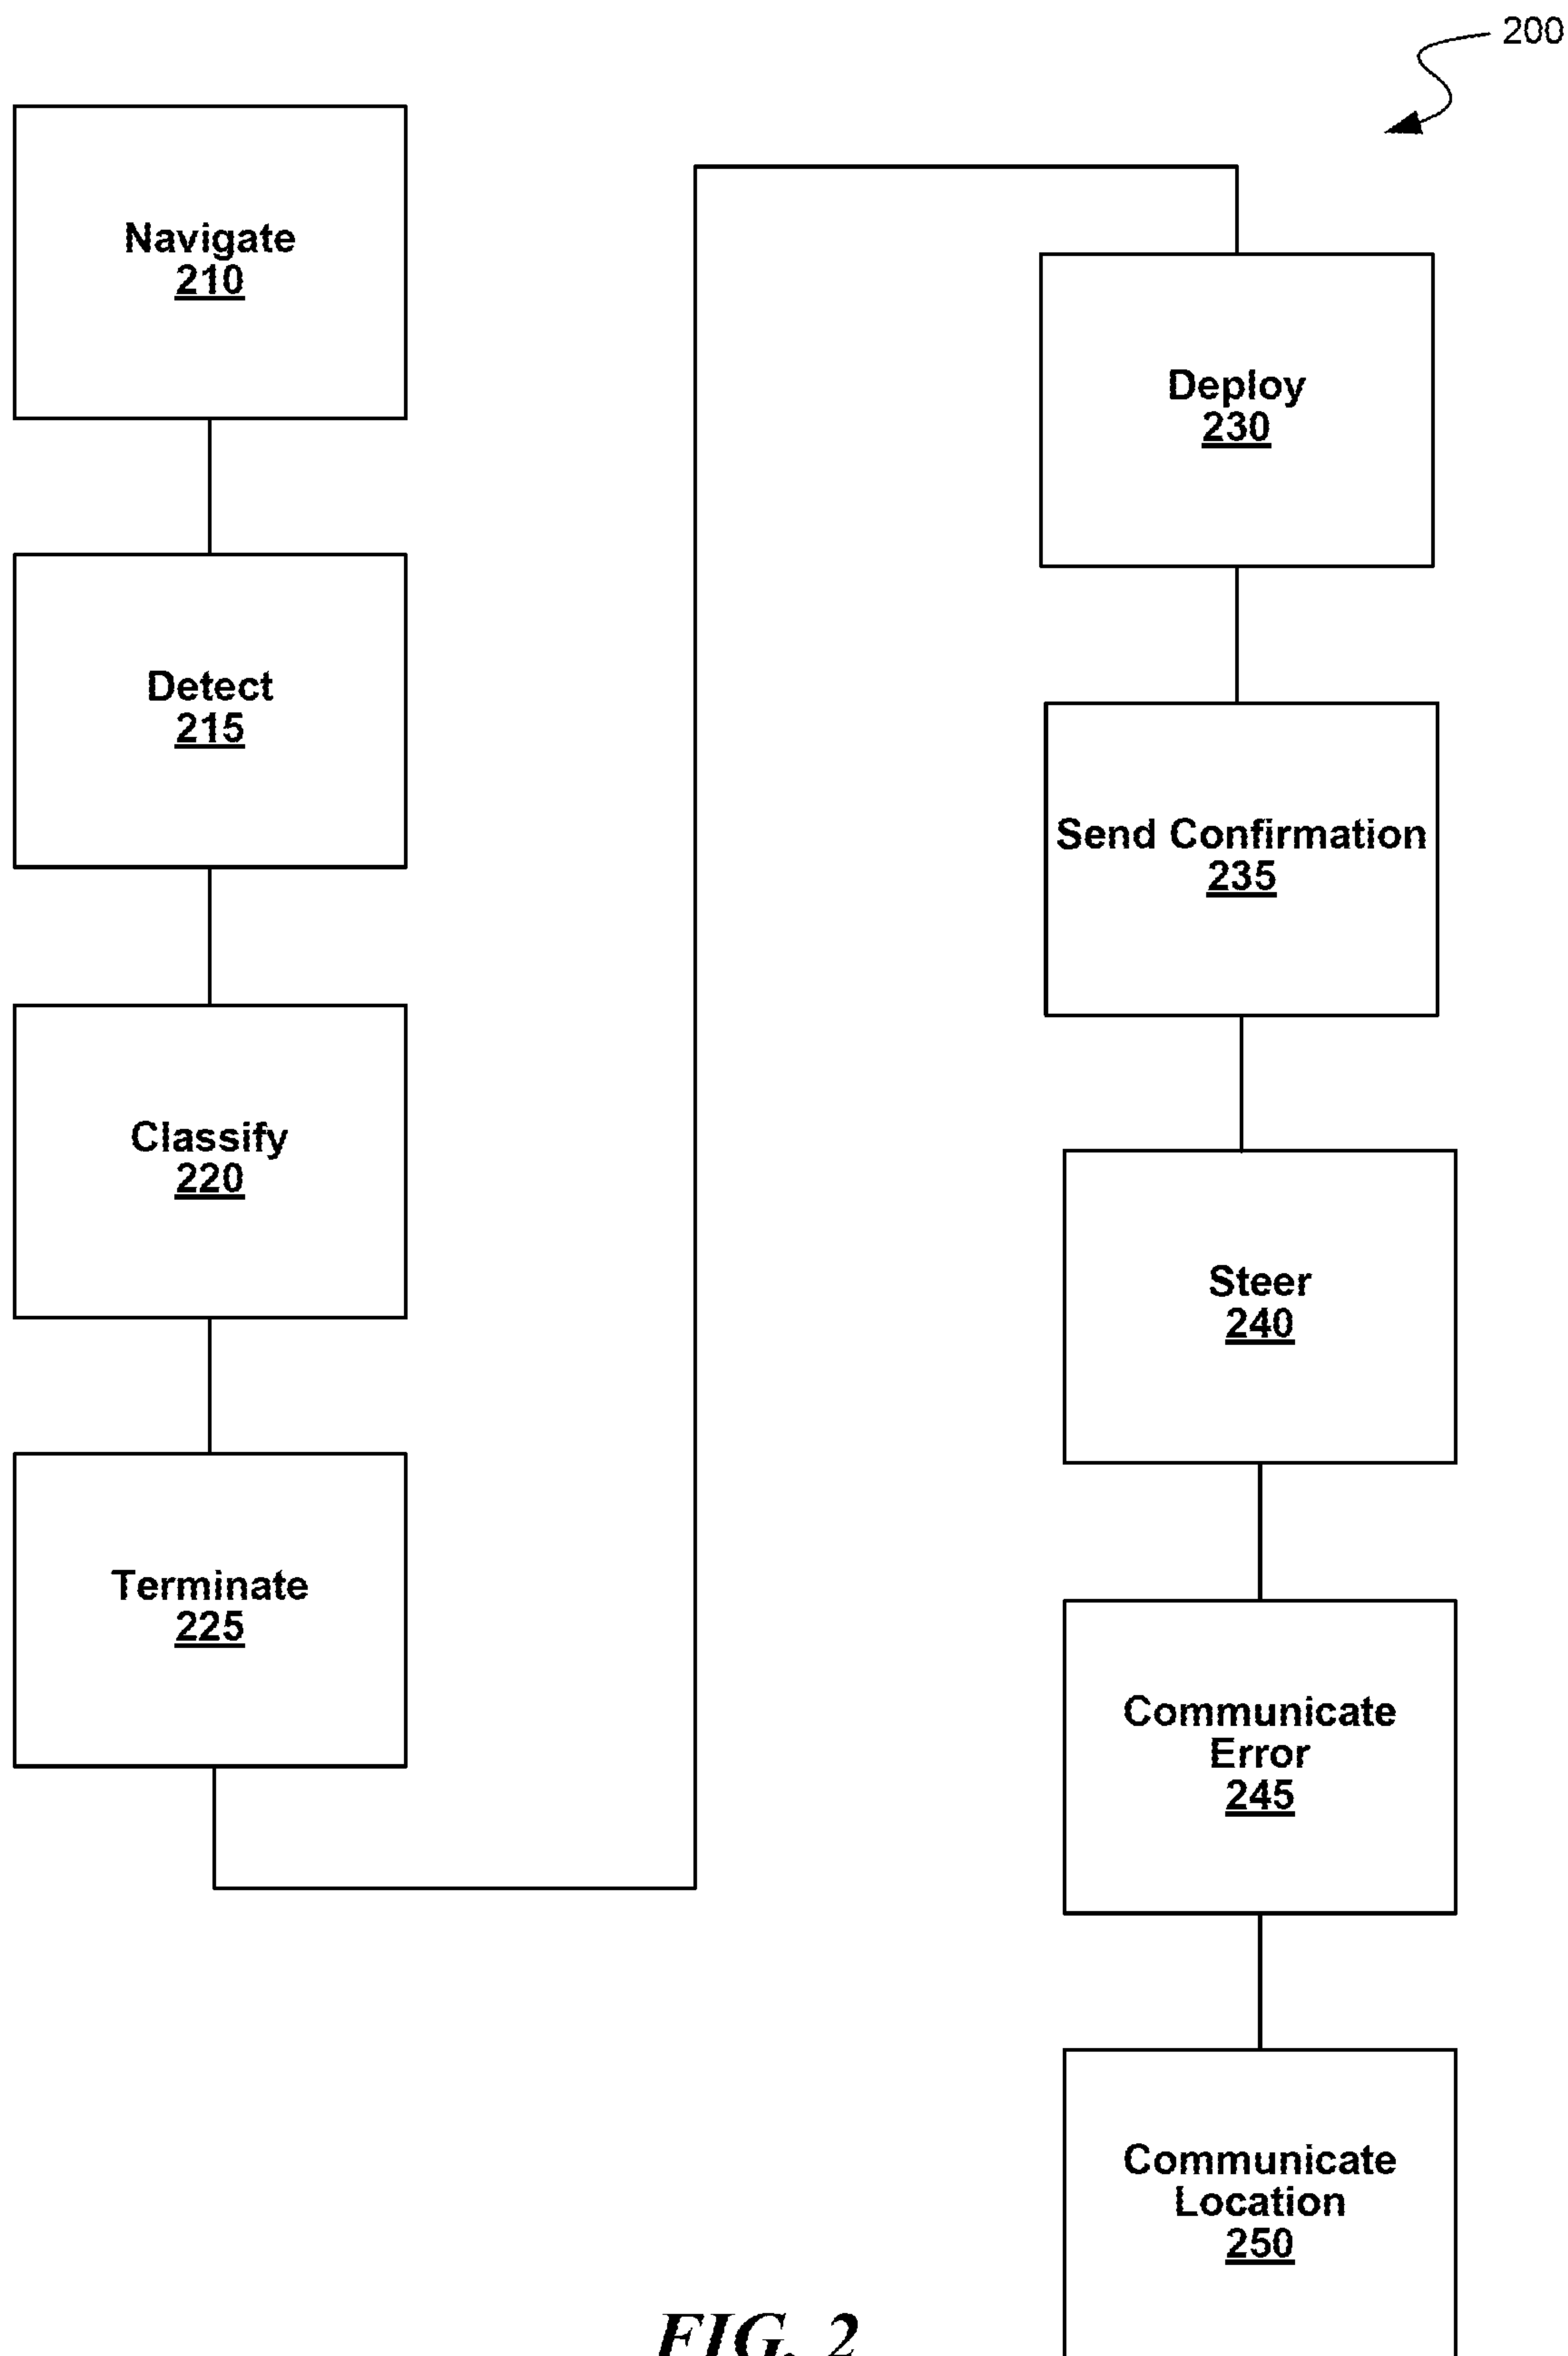 200
Navigate
210
Detect
215
Classify
220
Terminate
225
Deploy
230
Send Confirmation
235
Steer
240
Communicate
Error
245
Communicate
Location
250
FIG. 2